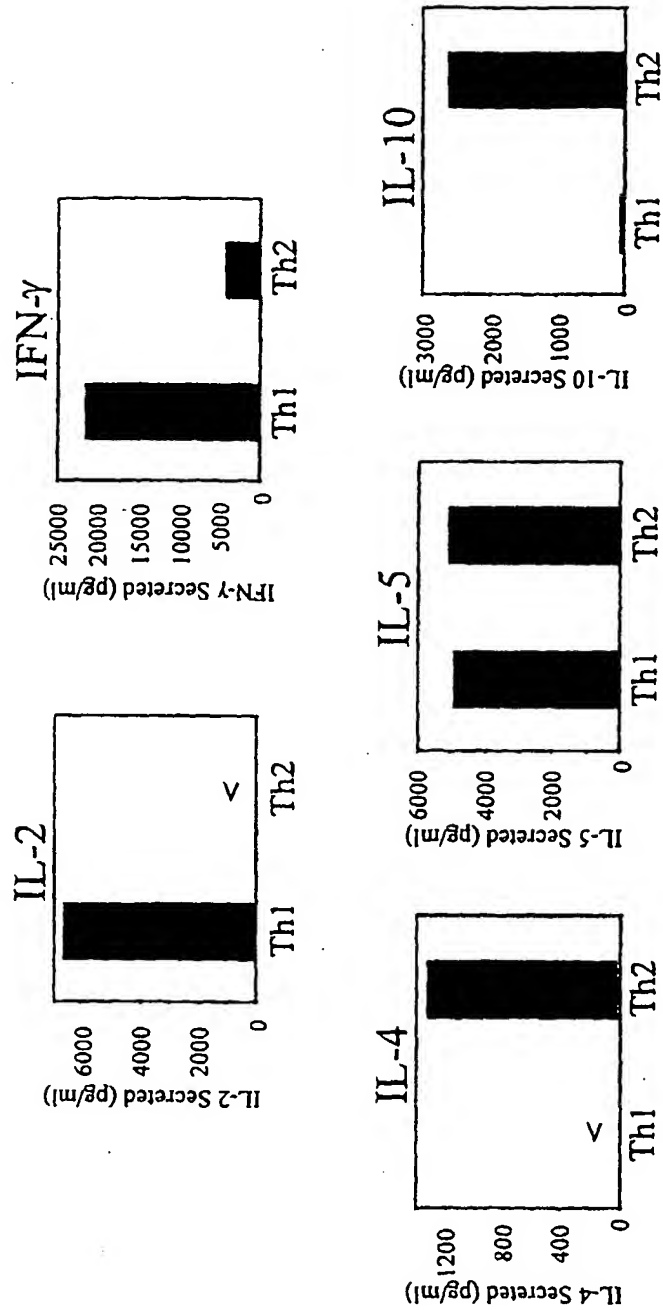 IL-2
IL-2 Secreted (pg/ml)
6000
4000
2000
0
Th1
<
Th2
IFN-γ
IFN-γ Secreted (pg/ml)
25000
20000
15000
10000
5000
0
Th1
Th2
IL-4
IL-4 Secreted (pg/ml)
1200
800
400
0
<
Th1
Th2
IL-5
IL-5 Secreted (pg/ml)
6000
4000
2000
0
Th1
Th2
IL-10
IL-10 Secreted (pg/ml)
3000
2000
1000
0
Th1
Th2